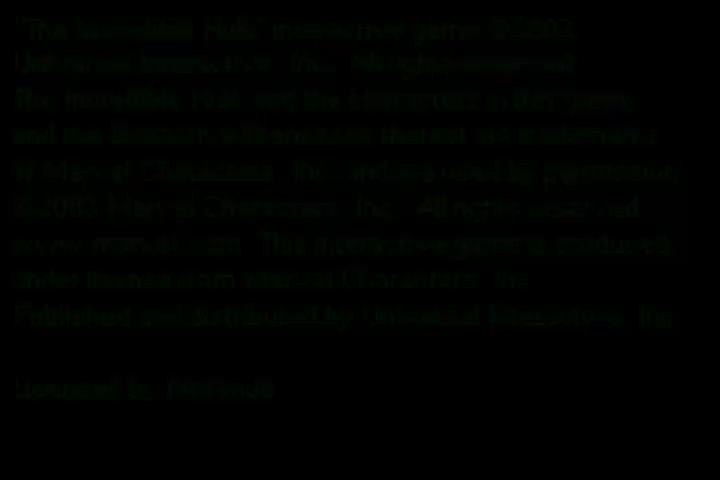 "The Incredible Hulk" interactive game ©2003
Universal Interactive, Inc. All rights reserved.
The Incredible Hulk and the characters in this game
and the distinctive likenesses thereof are trademarks
of Marvel Characters, Inc. and are used by permission.
©2003 Marvel Characters, Inc. All rights reserved.
www.marvel.com. This interactive game is produced
under license from Marvel Characters, Inc.
Published and distributed by Universal Interactive, Inc.
Licensed by Nintendo